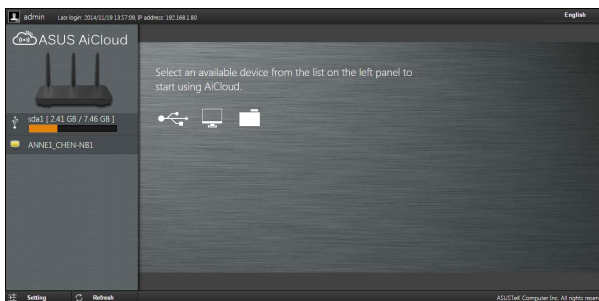 admin Last login: 2014/11/19 13:57:09, IP address: 192.168.1.80 English
ASUS AiCloud
Select an available device from the list on the left panel to
start using AiCloud.
sda1 [ 2.41 GB / 7.46 GB ]
ANNE1_CHEN-NB1
Setting Refresh ASUSTeK Computer Inc. All rights reser